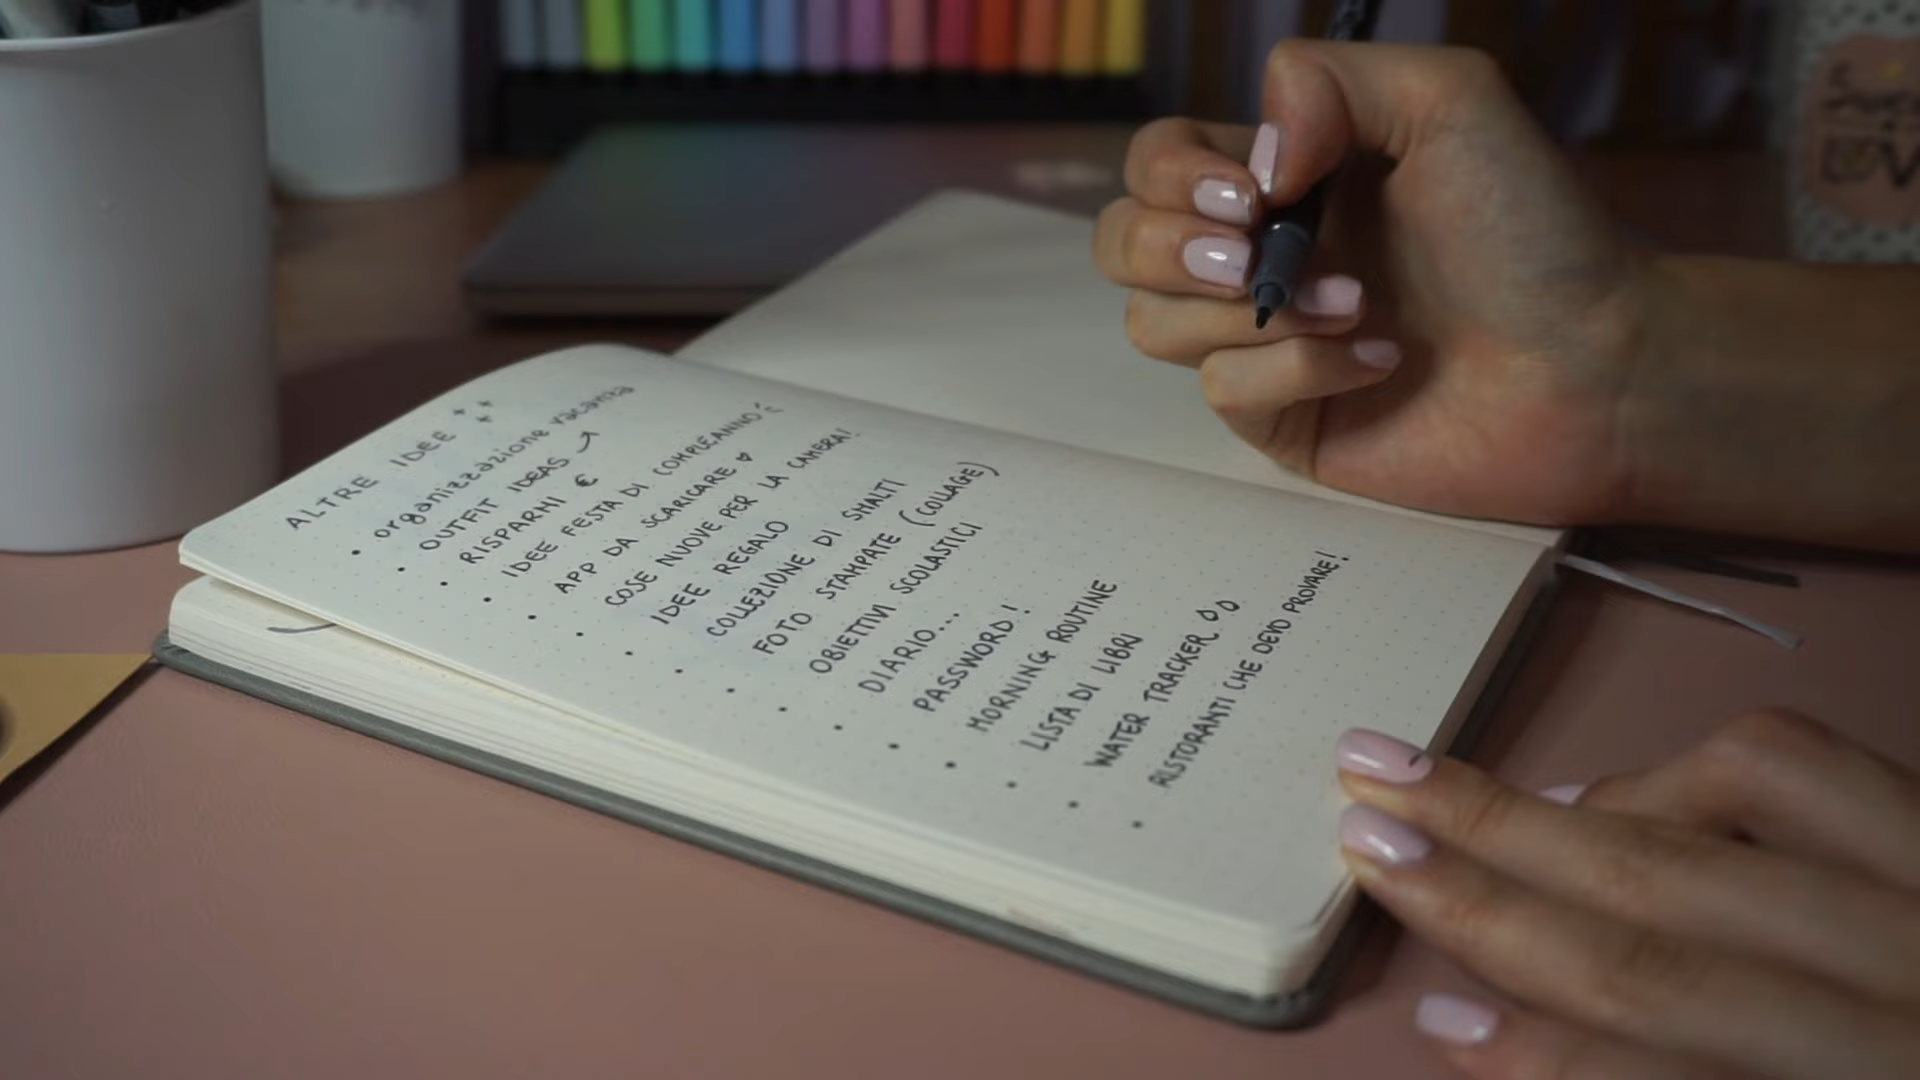 ALTRE IDEE
• organizzazione vacanza
• OUTFIT IDEAS
• RISPARMI €
• IDEE FESTA DI COMPLEANNO
• APP DA SCARICARE ♥
• COSE NUOVE PER LA CAMERA!
• IDEE REGALO
• COLLEZIONE DI SMALTI
• FOTO STAMPATE (COLLAGE)
• OBIETTIVI SCOLASTICI
• DIARIO...
• PASSWORD!
• MORNING ROUTINE
• LISTA DI LIBRI
• WATER TRACKER
• RISTORANTI CHE DEVO PROVARE!